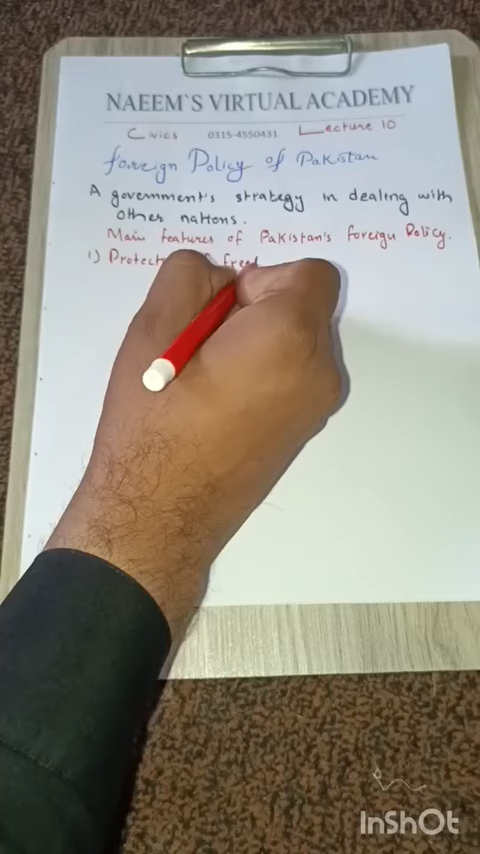 NAEEM`S VIRTUAL ACADEMY
Civics 0315-4550431 Lecture 10
Foreign Policy of Pakistan
A government's strategy in dealing with
other nations.
Main features of Pakistan's Foreign Policy.
1) Protect
InShOt